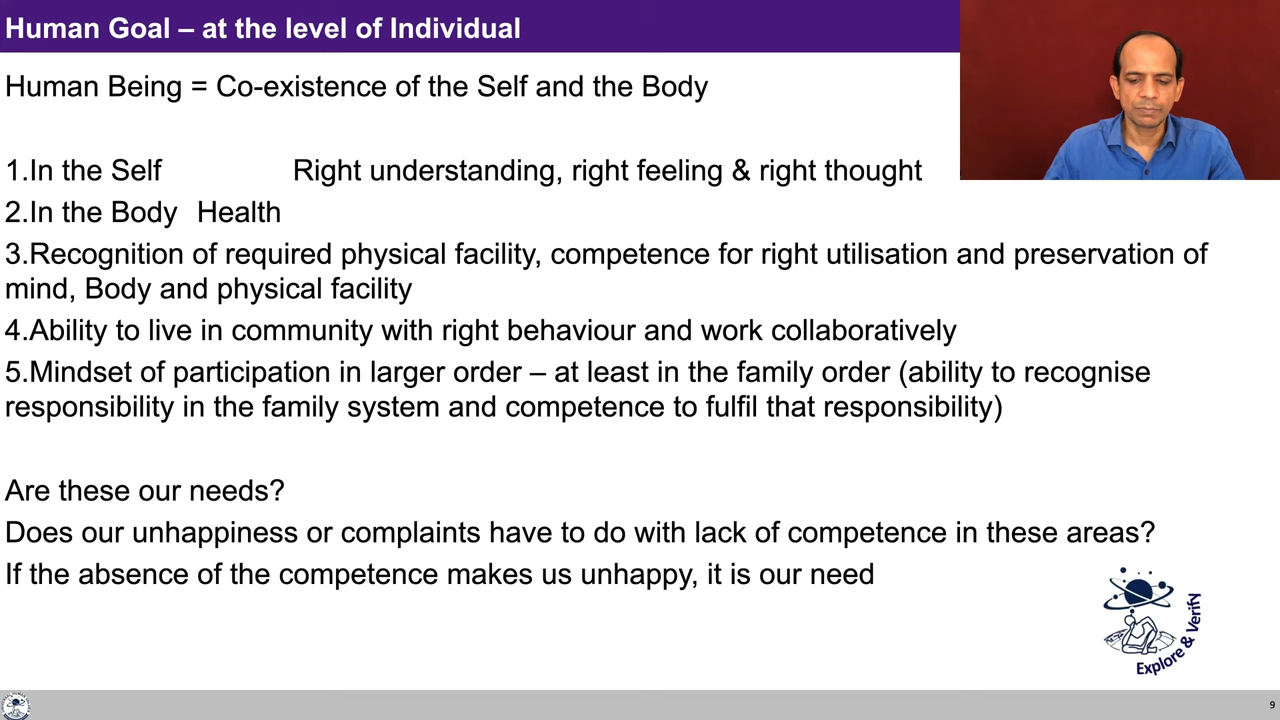 Human Goal – at the level of Individual
Human Being = Co-existence of the Self and the Body
1.In the Self Right understanding, right feeling & right thought
2.In the Body Health
3.Recognition of required physical facility, competence for right utilisation and preservation of
mind, Body and physical facility
4.Ability to live in community with right behaviour and work collaboratively
5.Mindset of participation in larger order – at least in the family order (ability to recognise
responsibility in the family system and competence to fulfil that responsibility)
Are these our needs?
Does our unhappiness or complaints have to do with lack of competence in these areas?
If the absence of the competence makes us unhappy, it is our need
Explore & Verify
9